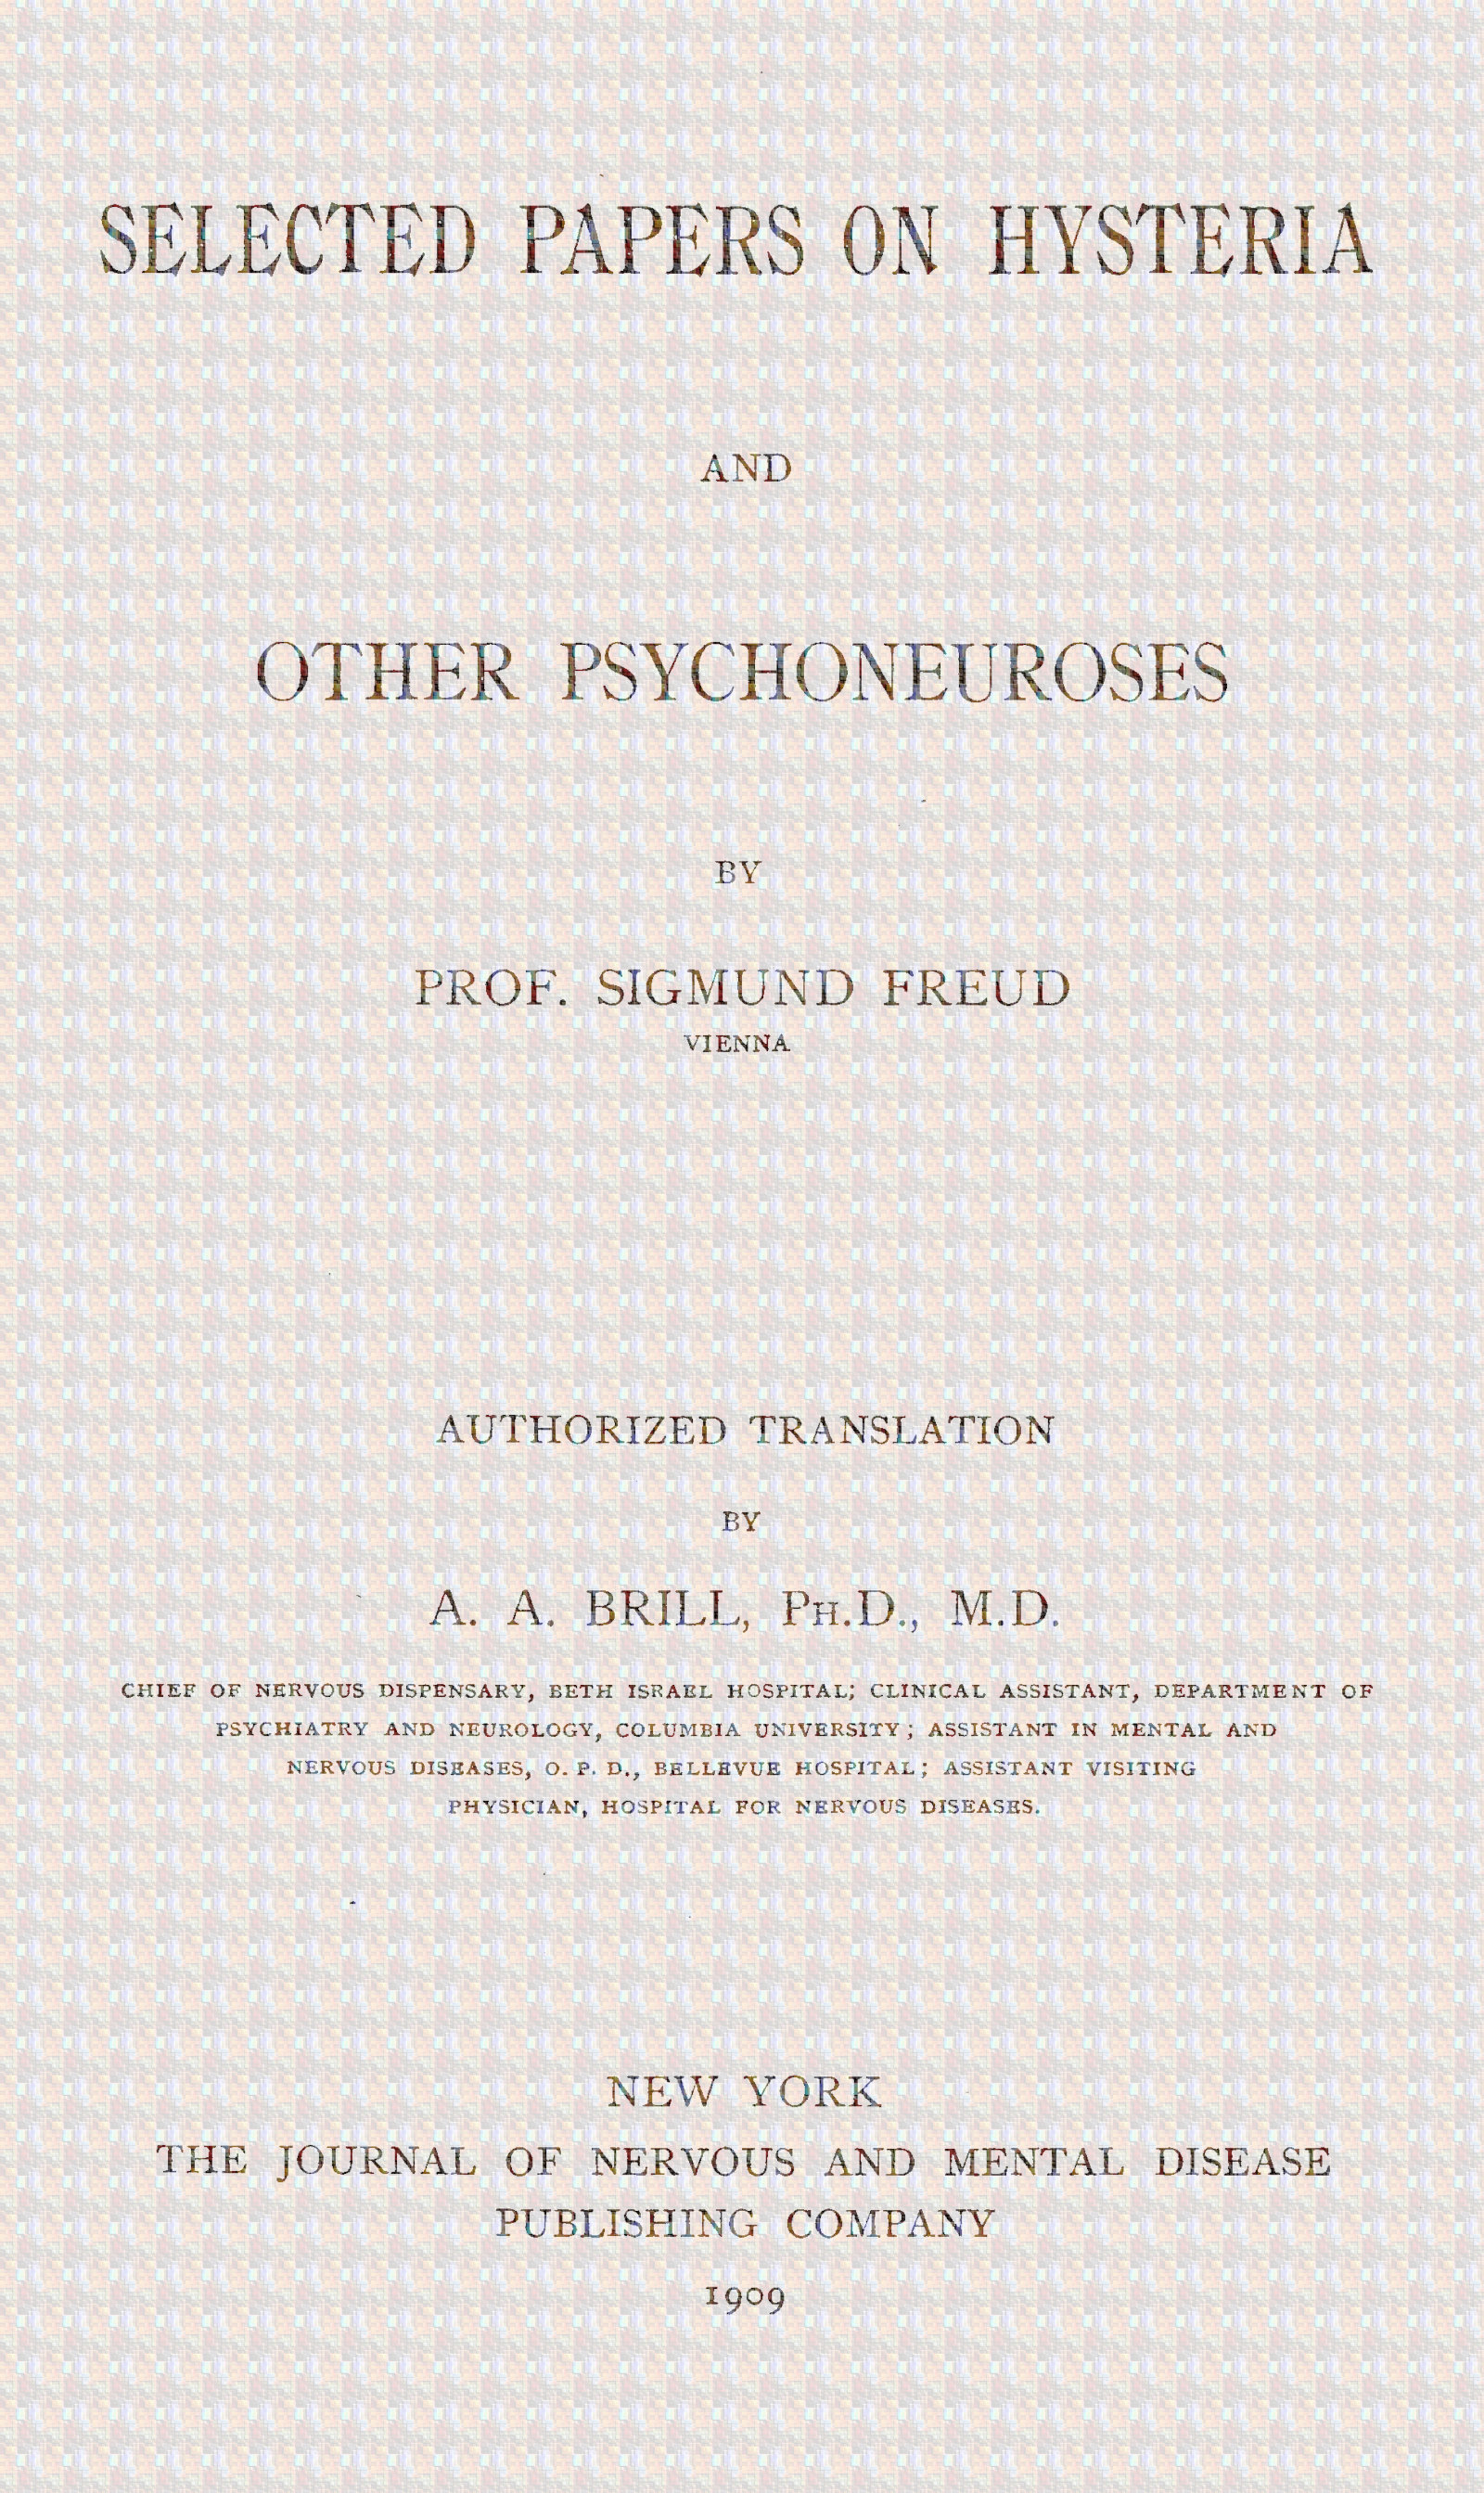 SELECTED PAPERS ON HYSTERIA
AND
OTHER PSYCHONEUROSES
BY
PROF. SIGMUND FREUD
VIENNA
AUTHORIZED TRANSLATION
BY
A. A. BRILL, PH.D., M.D.
CHIEF OF NERVOUS DISPENSARY, BETH ISRAEL HOSPITAL; CLINICAL ASSISTANT, DEPARTMENT OF
PSYCHIATRY AND NEUROLOGY, COLUMBIA UNIVERSITY; ASSISTANT IN MENTAL AND
NERVOUS DISEASES, O. P. D., BELLEVUE HOSPITAL; ASSISTANT VISITING
PHYSICIAN, HOSPITAL FOR NERVOUS DISEASES.
NEW YORK
THE JOURNAL OF NERVOUS AND MENTAL DISEASE
PUBLISHING COMPANY
1909